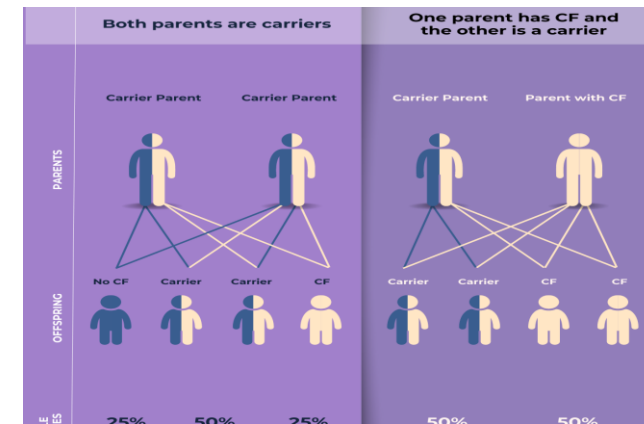 Both parents are carriers
One parent has CF and
the other is a carrier
Carrier Parent
Carrier Parent
Carrier Parent
Parent with CF
PARENTS
No CF
Carrier
Carrier
CF
Carrier
Carrier
CF
CF
OFFSPRING
25%
50%
25%
50%
50%